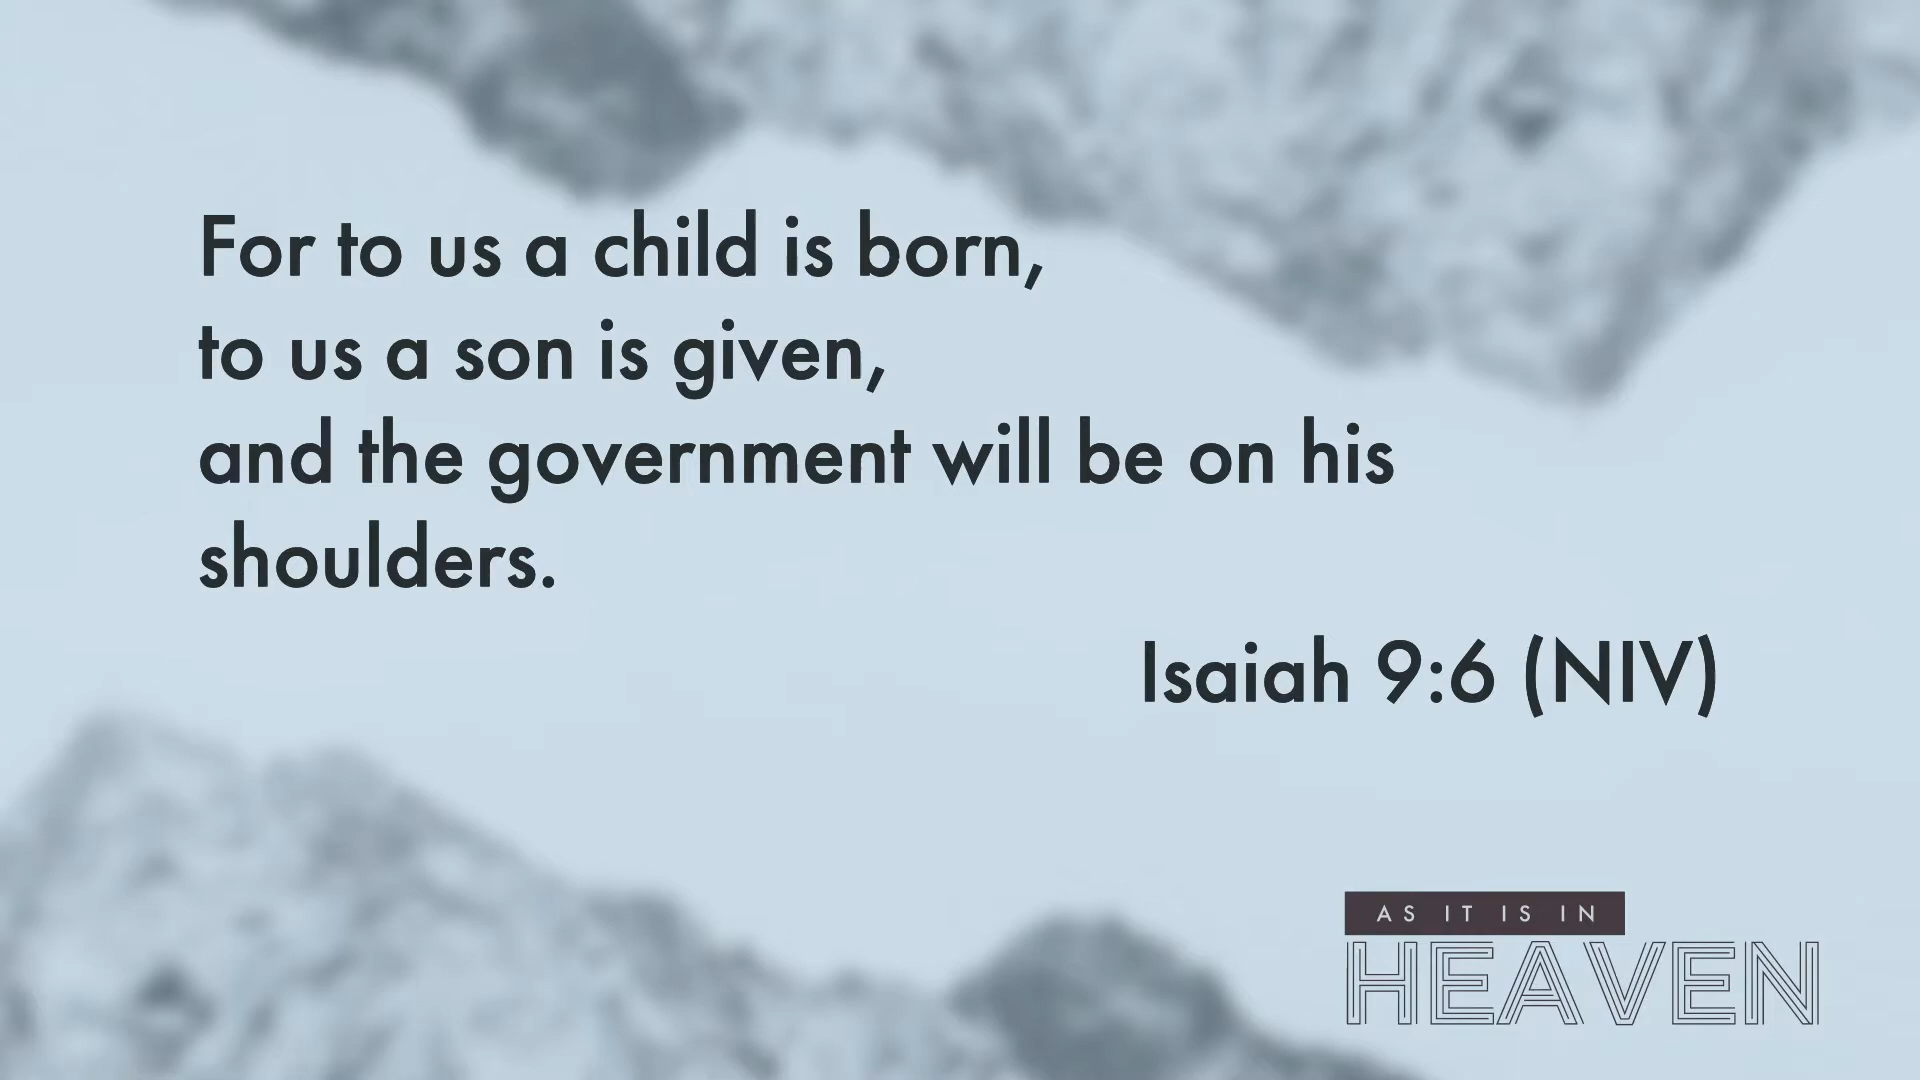 For to us a child is born,
to us a son is given,
and the government will be on his
shoulders.
Isaiah 9:6 (NIV)
AS IT IS IN
HEAVEN